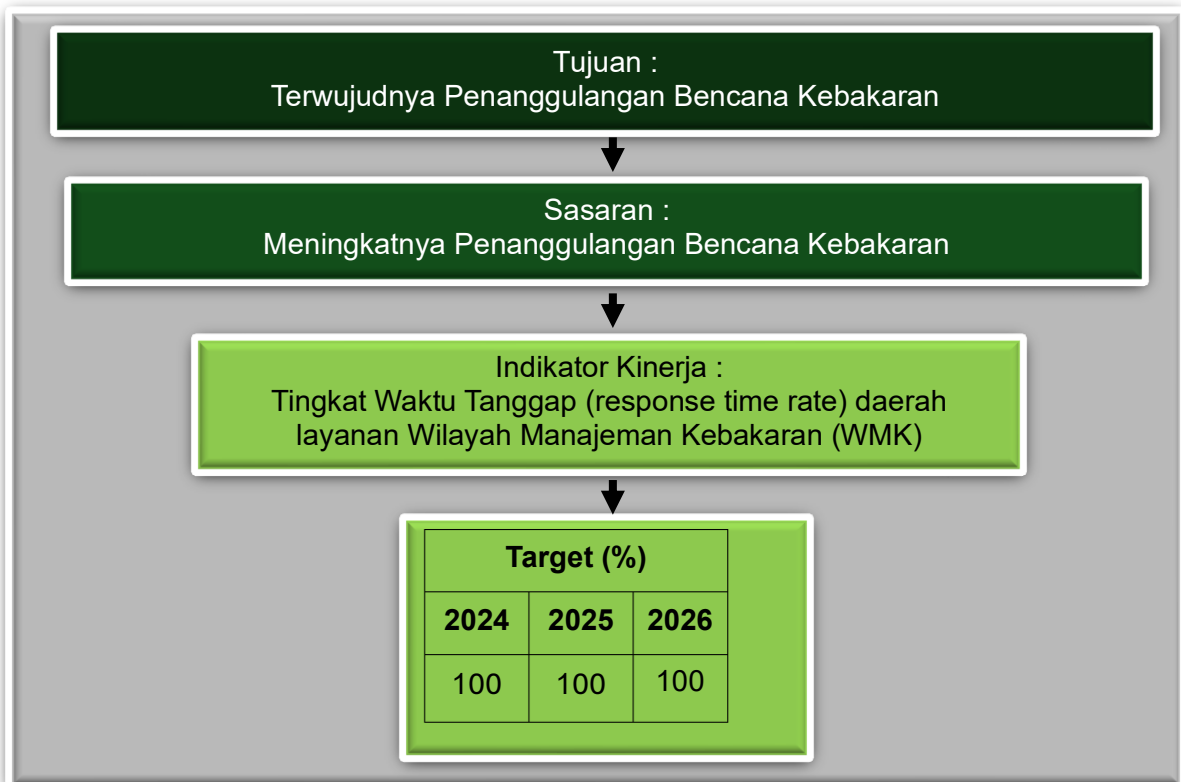 Tujuan :
Terwujudnya Penanggulangan Bencana Kebakaran
Sasaran :
Meningkatnya Penanggulangan Bencana Kebakaran
Indikator Kinerja :
Tingkat Waktu Tanggap (response time rate) daerah
layanan Wilayah Manajeman Kebakaran (WMK)
Target (%)
2024 2025 2026
100 100 100